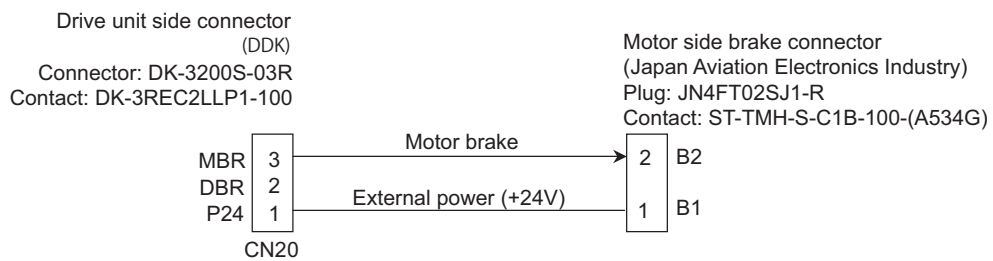 Drive unit side connector
(DDK)
Connector: DK-3200S-03R
Contact: DK-3REC2LLP1-100
Motor side brake connector
(Japan Aviation Electronics Industry)
Plug: JN4FT02SJ1-R
Contact: ST-TMH-S-C1B-100-(A534G)
MBR 3 Motor brake 2 B2
DBR 2
P24 1 External power (+24V) 1 B1
CN20